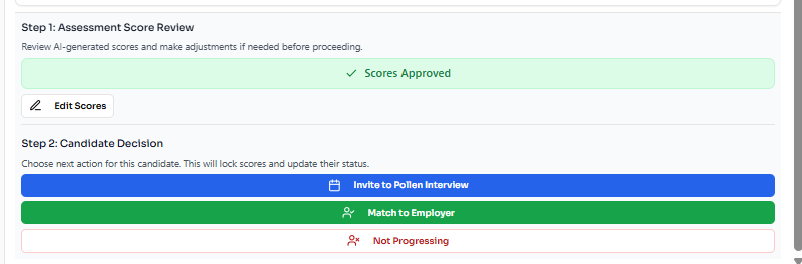 Step 1: Assessment Score Review
Review AI-generated scores and make adjustments if needed before proceeding.
Scores Approved
Edit Scores
Step 2: Candidate Decision
Choose next action for this candidate. This will lock scores and update their status.
Invite to Pollen Interview
Match to Employer
Not Progressing